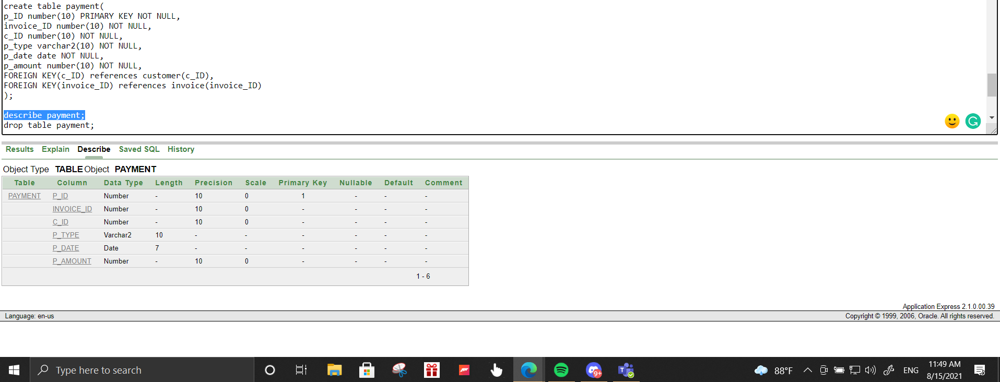 create table payment(
p_ID number(10) PRIMARY KEY NOT NULL,
invoice_ID number(10) NOT NULL,
c_ID number(10) NOT NULL,
p_type varchar2(10) NOT NULL,
p_date date NOT NULL,
p_amount number(10) NOT NULL,
FOREIGN KEY(c_ID) references customer(c_ID),
FOREIGN KEY(invoice_ID) references invoice(invoice_ID)
);
describe payment;
drop table payment;
Results Explain Describe Saved SQL History
Object Type TABLE Object PAYMENT
Table Column Data Type Length Precision Scale Primary Key Nullable Default Comment
PAYMENT P_ID Number - 10 0 1 - - -
INVOICE_ID Number - 10 0 - - - -
C_ID Number - 10 0 - - - -
P_TYPE Varchar2 10 - - - - - -
P_DATE Date 7 - - - - - -
P_AMOUNT Number - 10 0 - - - -
1 - 6
Application Express 2.1.0.00.39
Language: en-us Copyright © 1999, 2006, Oracle. All rights reserved.
Type here to search 9+ T 88°F ENG 11:49 AM
8/15/2021